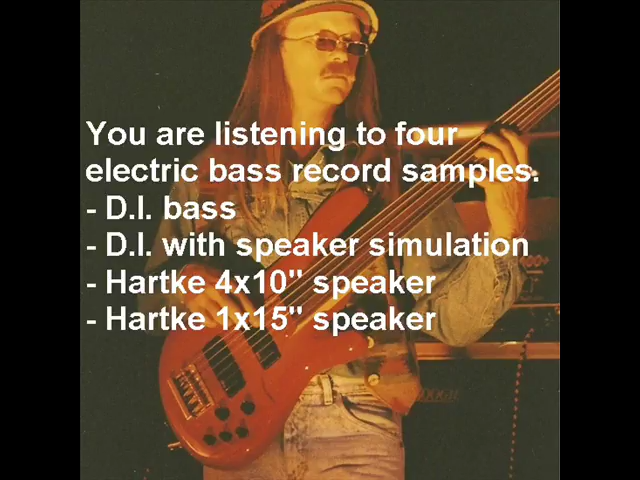 You are listening to four
electric bass record samples.
- D.I. bass
- D.I. with speaker simulation
- Hartke 4x10" speaker
- Hartke 1x15" speaker